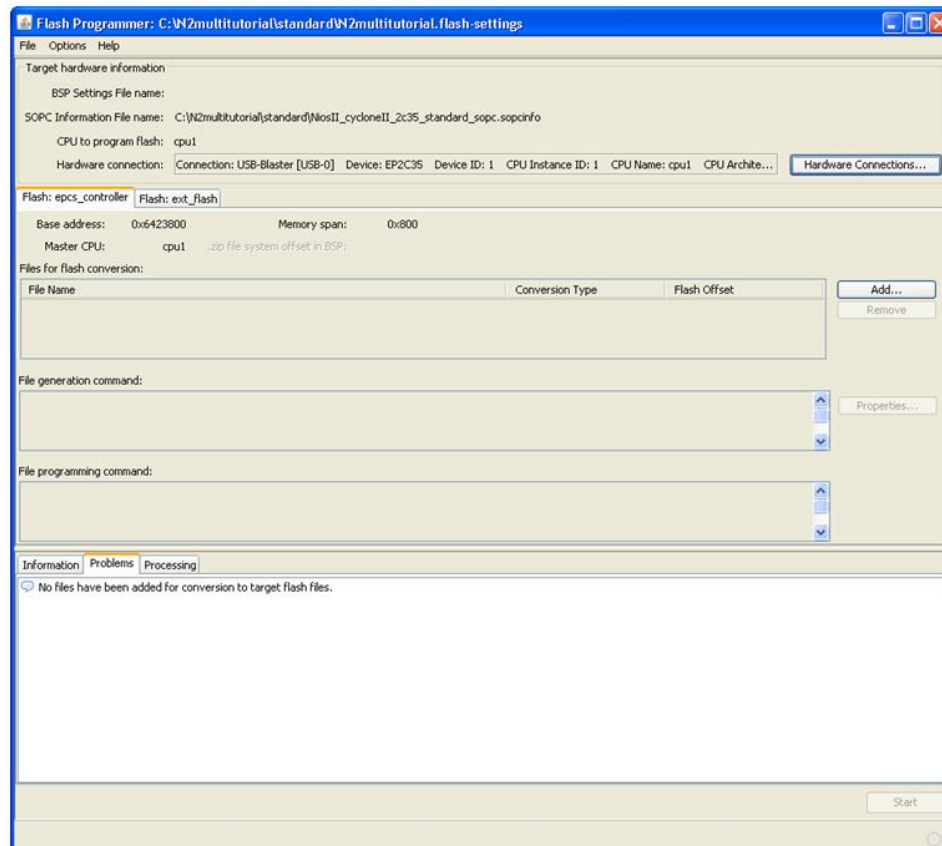 Flash Programmer: C:\N2multitutorial\standard\N2multitutorial.flash-settings
File Options Help
Target hardware information
BSP Settings File name:
SOPC Information File name: C:\N2multitutorial\standard\NiosII_cycloneII_2c35_standard_sopc.sopcinfo
CPU to program flash: cpu1
Hardware connection: Connection: USB-Blaster [USB-0] Device: EP2C35 Device ID: 1 CPU Instance ID: 1 CPU Name: cpu1 CPU Archite... Hardware Connections...
Flash: epcs_controller Flash: ext_flash
Base address: 0x6423800 Memory span: 0x800
Master CPU: cpu1 .zip file system offset in BSP:
Files for flash conversion:
File Name Conversion Type Flash Offset Add...
Remove
File generation command:
Properties...
File programming command:
Information Problems Processing
No files have been added for conversion to target flash files.
Start